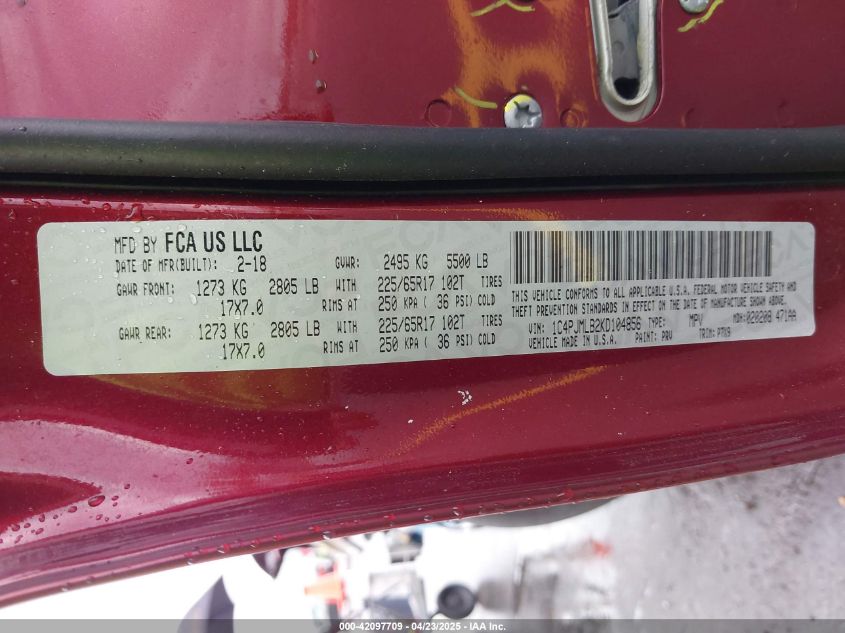 MFD BY FCA US LLC
DATE OF MFR(BUILT): 2-18 GVWR: 2495 KG 5500 LB
GAWR FRONT: 1273 KG 2805 LB WITH 225/65R17 102T TIRES
17X7.0 RIMS AT 250 KPA ( 36 PSI) COLD
GAWR REAR: 1273 KG 2805 LB WITH 225/65R17 102T TIRES
17X7.0 RIMS AT 250 KPA ( 36 PSI) COLD
THIS VEHICLE CONFORMS TO ALL APPLICABLE U.S.A. FEDERAL MOTOR VEHICLE SAFETY AND
THEFT PREVENTION STANDARDS IN EFFECT ON THE DATE OF MANUFACTURE SHOWN ABOVE.
VIN: 1C4PJMLB2KD104856 TYPE: MPV MDH: 020208 471AA
VEHICLE MADE IN U.S.A. PAINT: PRV TRIM: P7X9
000-42097709 - 04/23/2025 - IAA, Inc.